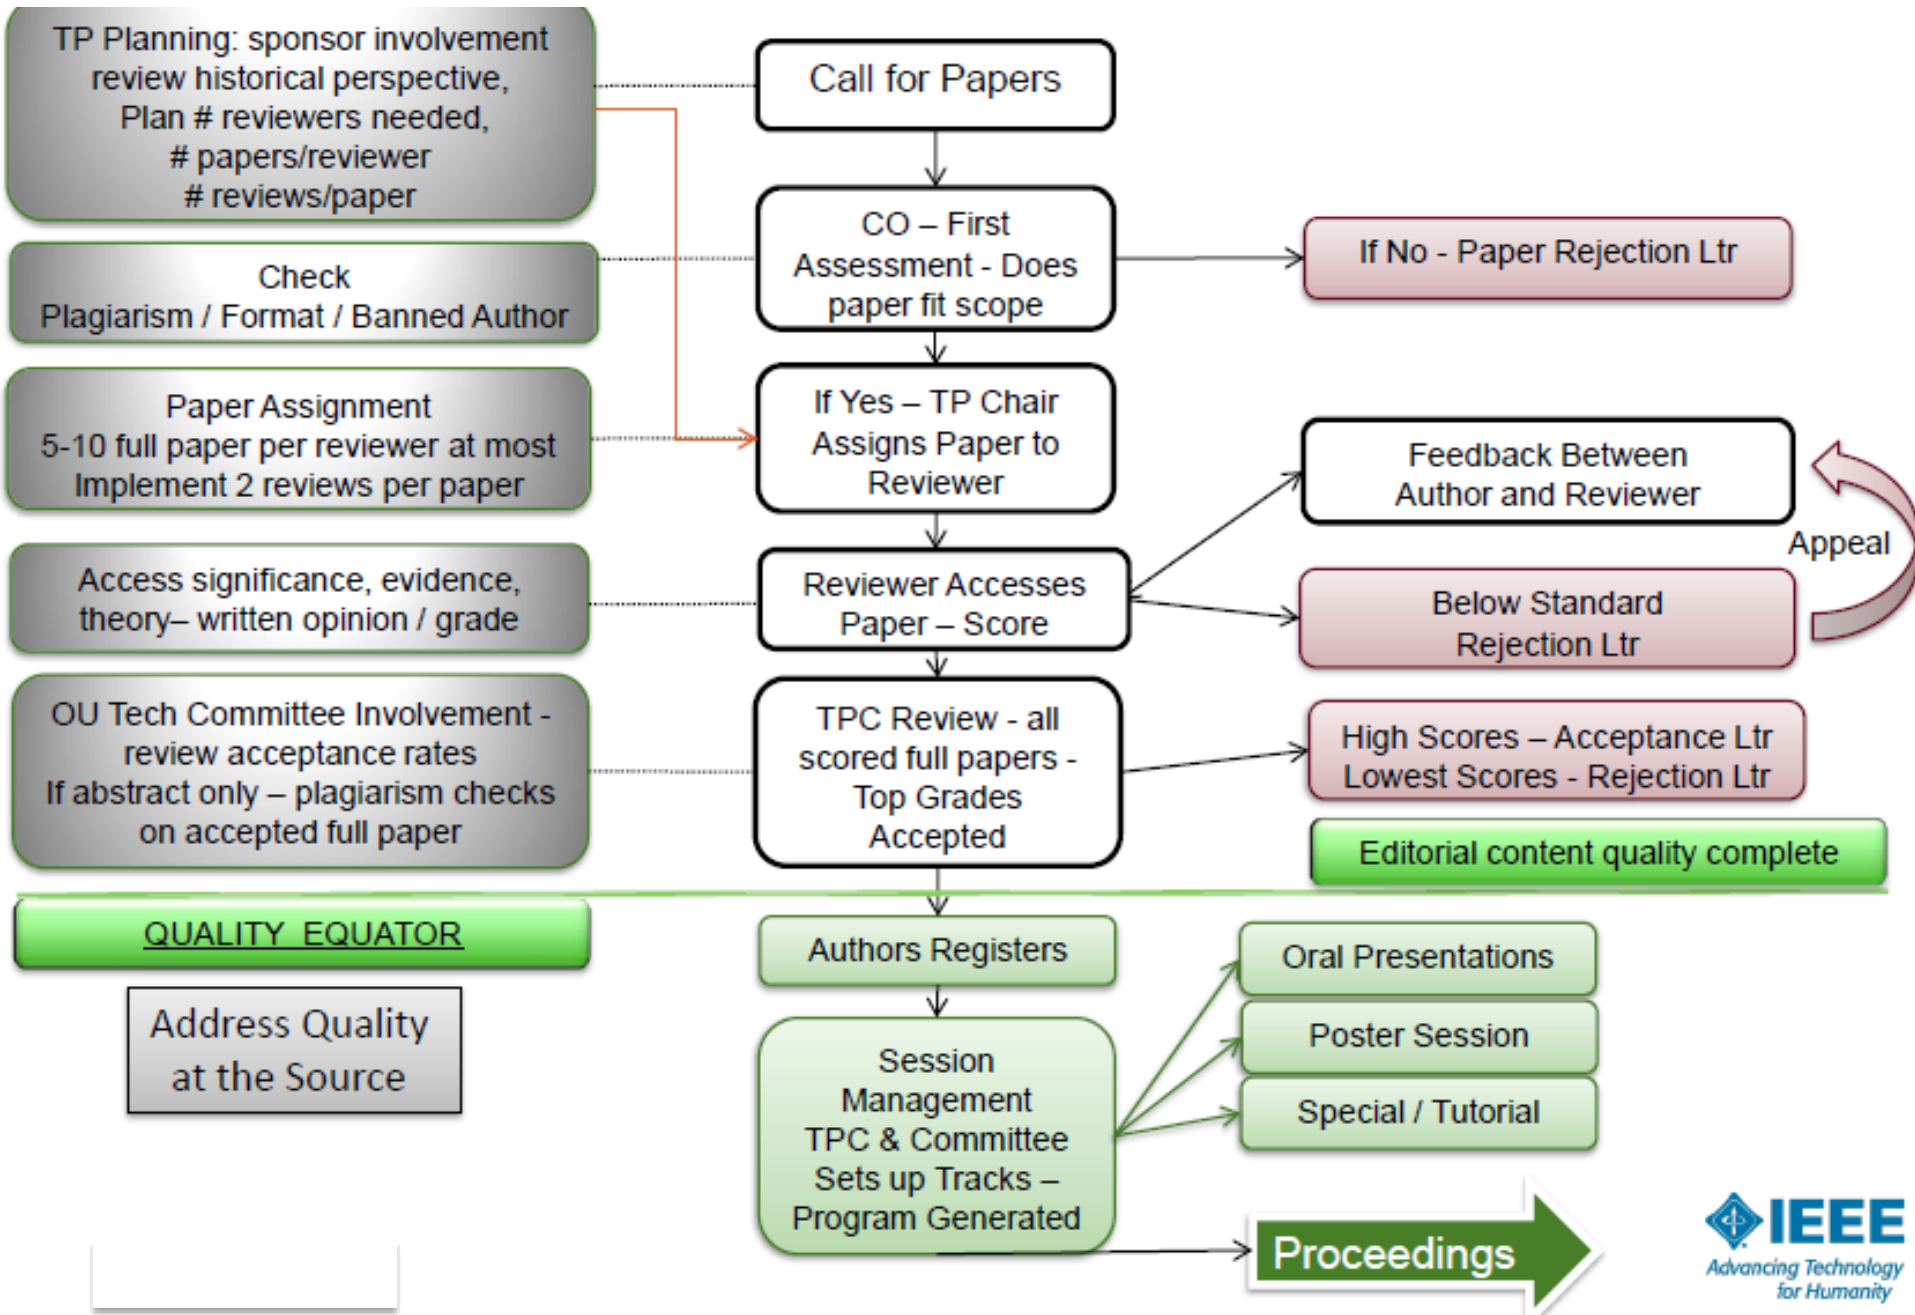 TP Planning: sponsor involvement
review historical perspective,
Plan # reviewers needed,
# papers/reviewer
# reviews/paper
Call for Papers
Check
Plagiarism / Format / Banned Author
CO – First
Assessment - Does
paper fit scope
If No - Paper Rejection Ltr
Paper Assignment
5-10 full paper per reviewer at most
Implement 2 reviews per paper
If Yes – TP Chair
Assigns Paper to
Reviewer
Feedback Between
Author and Reviewer
Appeal
Access significance, evidence,
theory– written opinion / grade
Reviewer Accesses
Paper – Score
Below Standard
Rejection Ltr
OU Tech Committee Involvement -
review acceptance rates
If abstract only – plagiarism checks
on accepted full paper
TPC Review - all
scored full papers -
Top Grades
Accepted
High Scores – Acceptance Ltr
Lowest Scores - Rejection Ltr
Editorial content quality complete
QUALITY EQUATOR
Address Quality
at the Source
Authors Registers
Session
Management
TPC & Committee
Sets up Tracks –
Program Generated
Oral Presentations
Poster Session
Special / Tutorial
Proceedings
IEEE
Advancing Technology
for Humanity